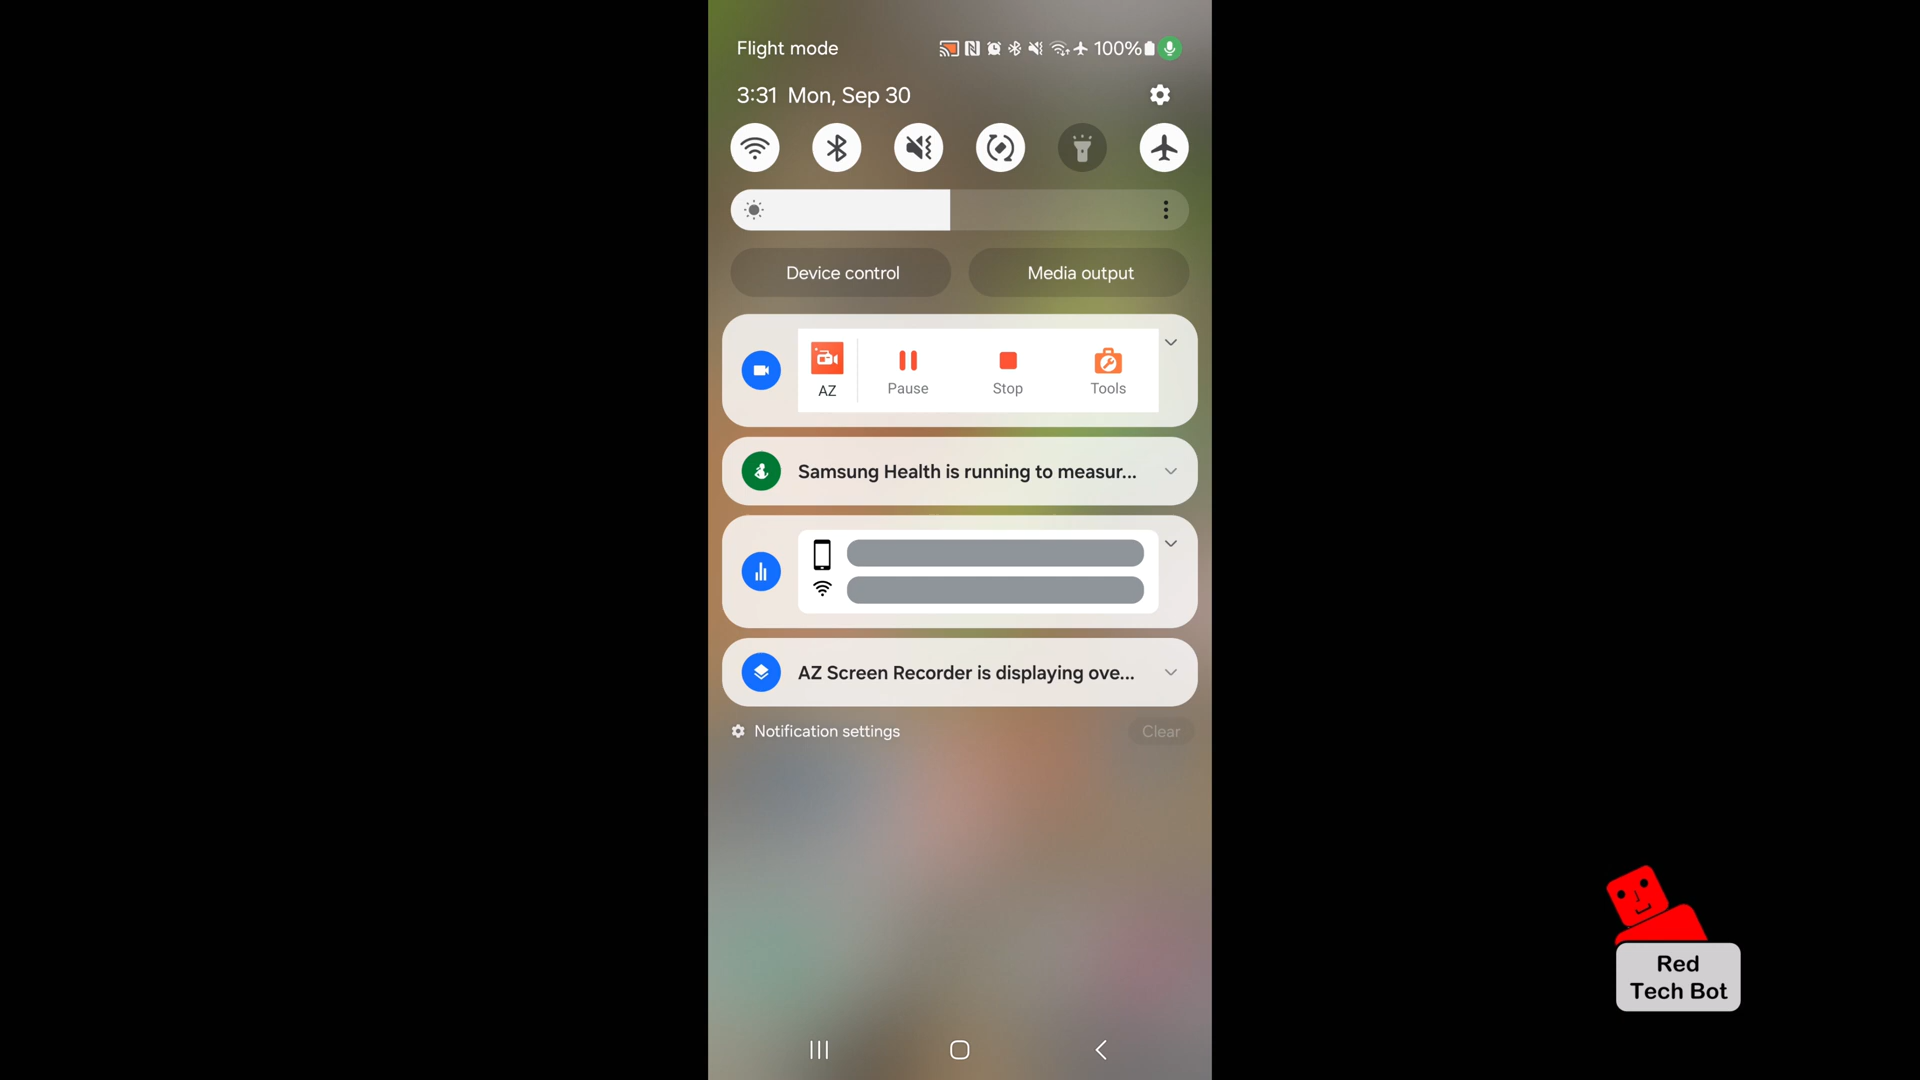 Flight mode
100%
3:31 Mon, Sep 30
Device control
Media output
AZ
Pause
Stop
Tools
Samsung Health is running to measur...
AZ Screen Recorder is displaying ove...
Notification settings
Clear
Red
Tech Bot